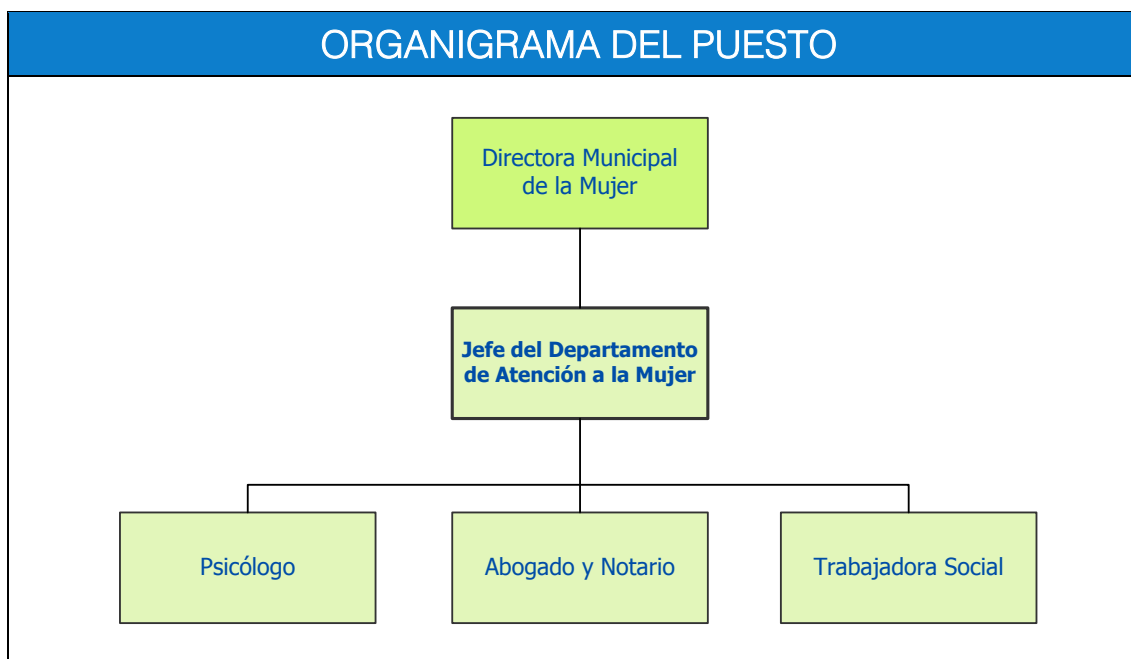 ORGANIGRAMA DEL PUESTO
Directora Municipal
de la Mujer
Jefe del Departamento
de Atención a la Mujer
Psicólogo
Abogado y Notario
Trabajadora Social